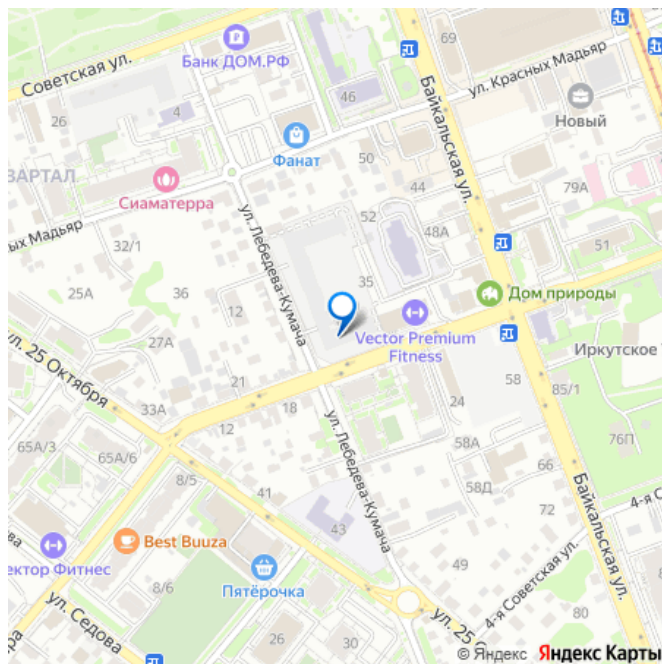 Советская ул.
Банк ДОМ.РФ
69
ул. Красных Мадьяр
26
4
46
Байкальская ул.
Новый
Фанат
50
ВАРТАЛ
Сиаматерра
44
79А
52
ых Мадьяр
32/1
48А
51
ул. Лебедева-Кумача
25А
36
35
Дом природы
12
Vector Premium
Fitness
27А
Иркутское
ул. 25 Октября
21
58
85/1
33А
18
24
12
65А/3
65А/6
58А
76П
ул. Лебедева-Кумача
66
8/5
41
58Д
72
4-я С
Best Buuza
43
Байкальская ул.
49
ектор Фитнес
Пятёрочка
8/6
4-я Советская ул.
ул. Седова
26
30
ул. 25 О
80
© Яндекс Яндекс Карты